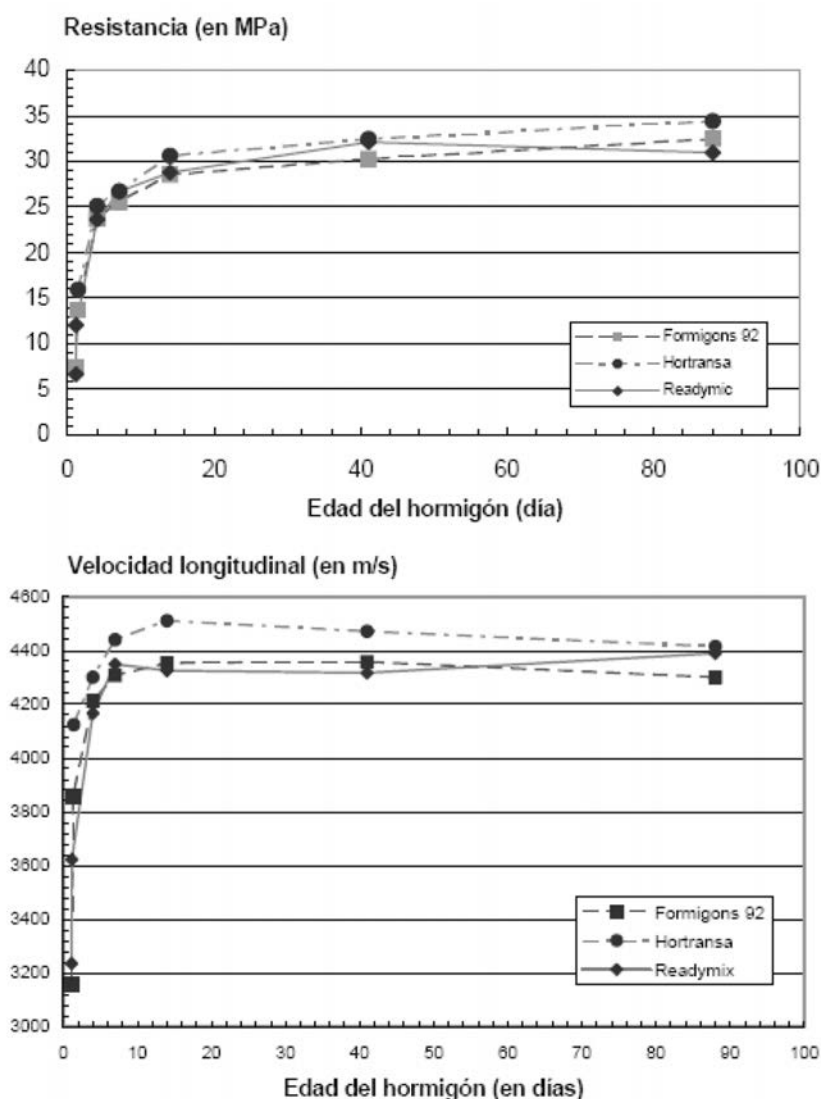 Resistancia (en MPa)
40
35
30
25
20
15
10
5
0
Formigons 92
Hortransa
Readymic
0 20 40 60 80 100
Edad del hormigón (día)
Velocidad longitudinal (en m/s)
4600
4400
4200
4000
3800
3600
3400
3200
3000
Formigons 92
Hortransa
Readymix
0 10 20 30 40 50 60 70 80 90 100
Edad del hormigón (en días)